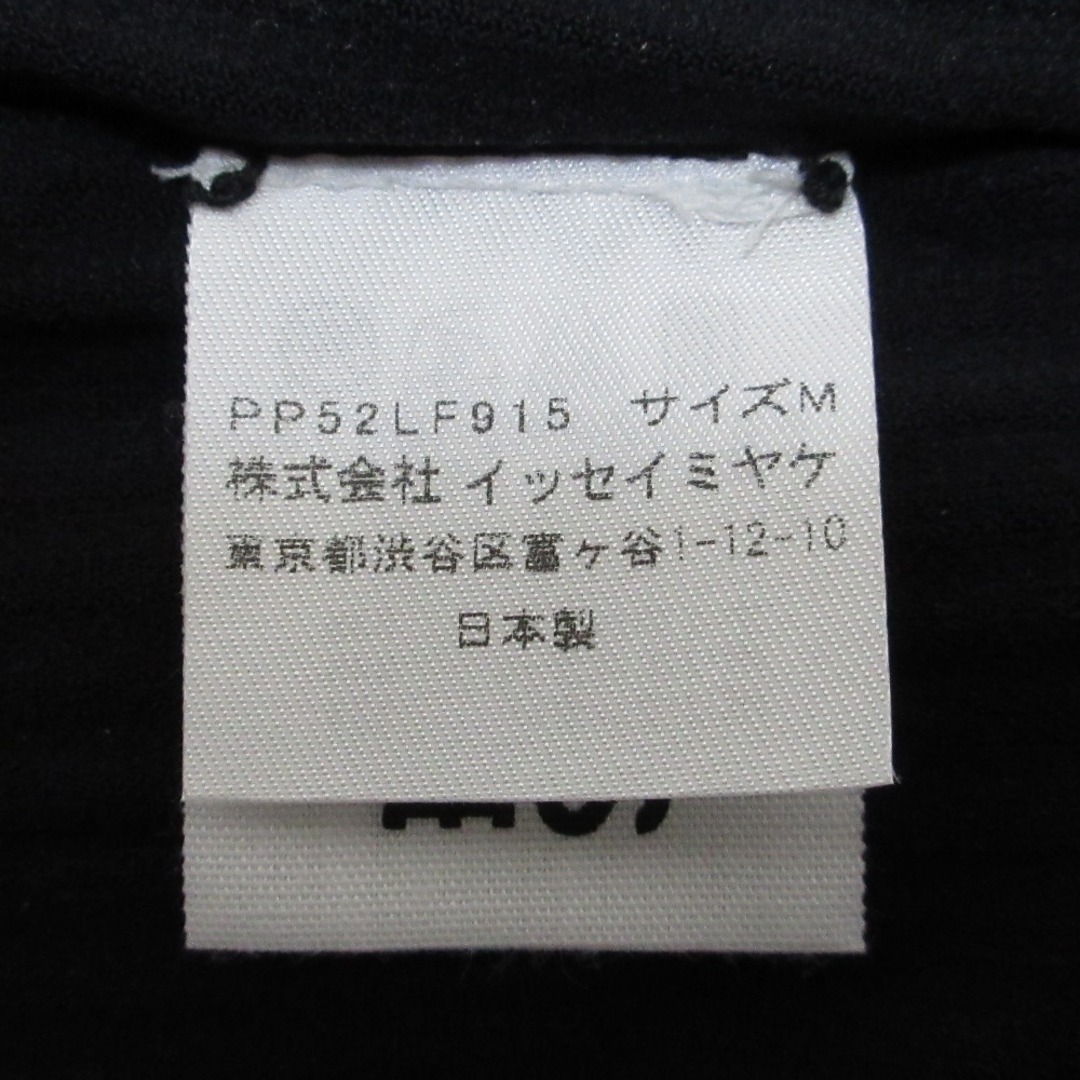 PP52LF915 サイズM
株式会社 イッセイミヤケ
東京都渋谷区富ヶ谷1-12-10
日本製